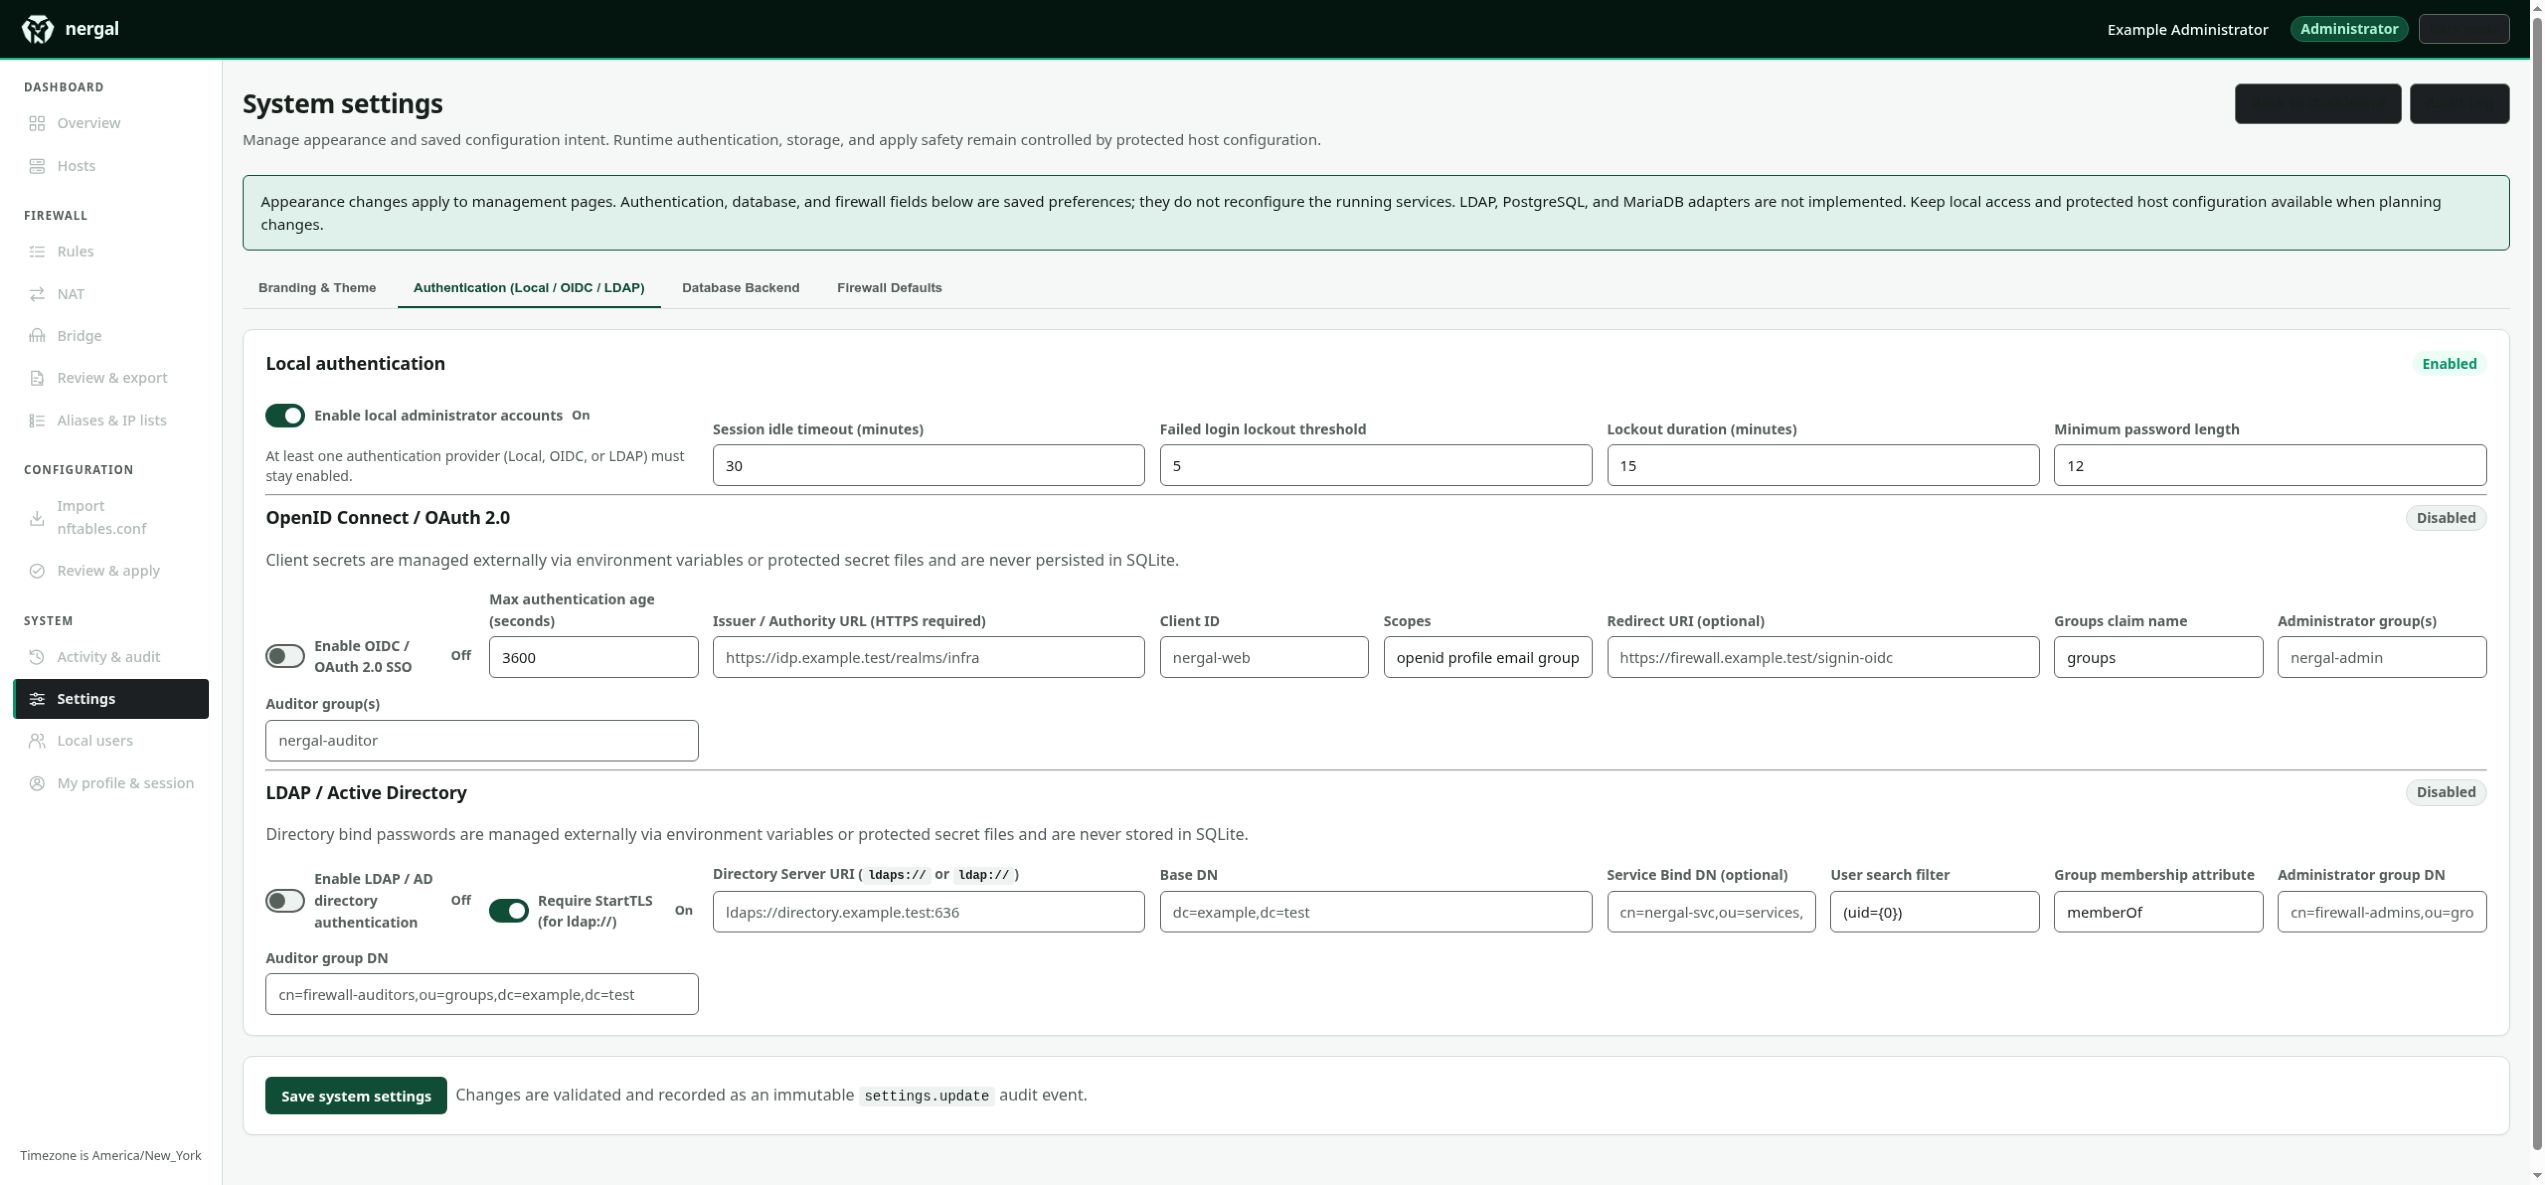 nergal
Example Administrator
Administrator
DASHBOARD
Overview
Hosts
FIREWALL
Rules
NAT
Bridge
Review & export
Aliases & IP lists
CONFIGURATION
Import
nftables.conf
Review & apply
SYSTEM
Activity & audit
Settings
Local users
My profile & session
Timezone is America/New_York
System settings
Manage appearance and saved configuration intent. Runtime authentication, storage, and apply safety remain controlled by protected host configuration.
Appearance changes apply to management pages. Authentication, database, and firewall fields below are saved preferences; they do not reconfigure the running services. LDAP, PostgreSQL, and MariaDB adapters are not implemented. Keep local access and protected host configuration available when planning
changes.
Branding & Theme
Authentication (Local / OIDC / LDAP)
Database Backend
Firewall Defaults
Local authentication
Enabled
Enable local administrator accounts On
At least one authentication provider (Local, OIDC, or LDAP) must
stay enabled.
Session idle timeout (minutes)
30
Failed login lockout threshold
5
Lockout duration (minutes)
15
Minimum password length
12
OpenID Connect / OAuth 2.0
Disabled
Client secrets are managed externally via environment variables or protected secret files and are never persisted in SQLite.
Enable OIDC /
OAuth 2.0 SSO
Off
Max authentication age
(seconds)
3600
Issuer / Authority URL (HTTPS required)
https://idp.example.test/realms/infra
Client ID
nergal-web
Scopes
openid profile email group
Redirect URI (optional)
https://firewall.example.test/signin-oidc
Groups claim name
groups
Administrator group(s)
nergal-admin
Auditor group(s)
nergal-auditor
LDAP / Active Directory
Disabled
Directory bind passwords are managed externally via environment variables or protected secret files and are never stored in SQLite.
Enable LDAP / AD
directory
authentication
Off
Require StartTLS
(for ldap://)
On
Directory Server URI ( ldaps:// or ldap:// )
ldaps://directory.example.test:636
Base DN
dc=example,dc=test
Service Bind DN (optional)
cn=nergal-svc,ou=services,
User search filter
(uid={0})
Group membership attribute
memberOf
Administrator group DN
cn=firewall-admins,ou=gro
Auditor group DN
cn=firewall-auditors,ou=groups,dc=example,dc=test
Save system settings
Changes are validated and recorded as an immutable settings.update audit event.